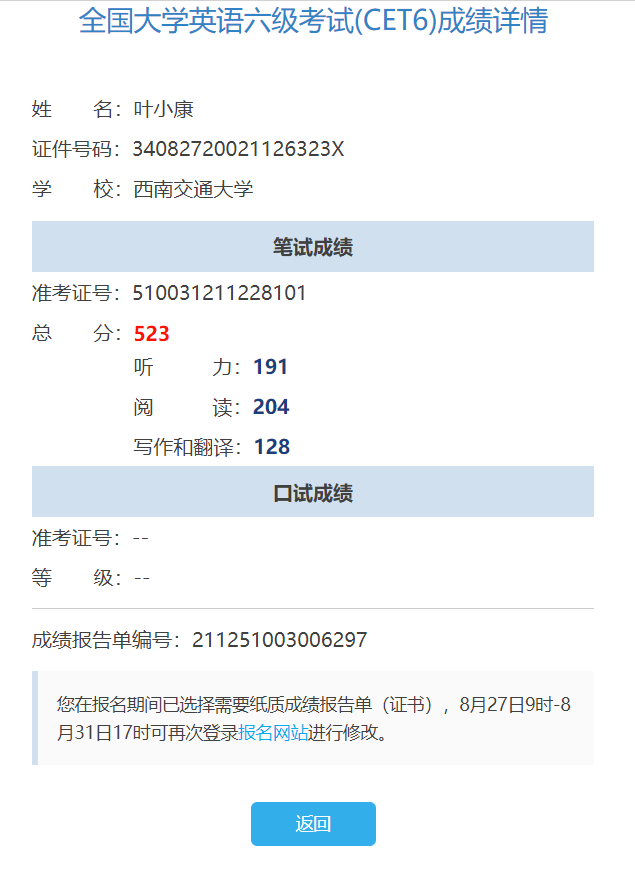 全国大学英语六级考试(CET6)成绩详情
姓 名：叶小康
证件号码：34082720021126323X
学 校：西南交通大学
笔试成绩
准考证号：510031211228101
总 分：523
听 力：191
阅 读：204
写作和翻译：128
口试成绩
准考证号：--
等 级：--
成绩报告单编号：211251003006297
您在报名期间已选择需要纸质成绩报告单（证书），8月27日9时-8
月31日17时可再次登录报名网站进行修改。
返回